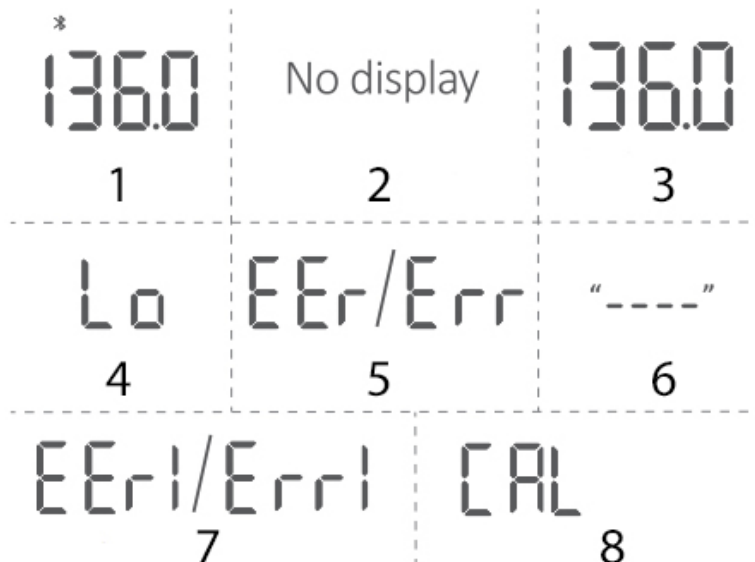 136.0 No display 136.0
1 2 3
Lo EEr/Err “----”
4 5 6
EEr1/Err1 CAL
7 8